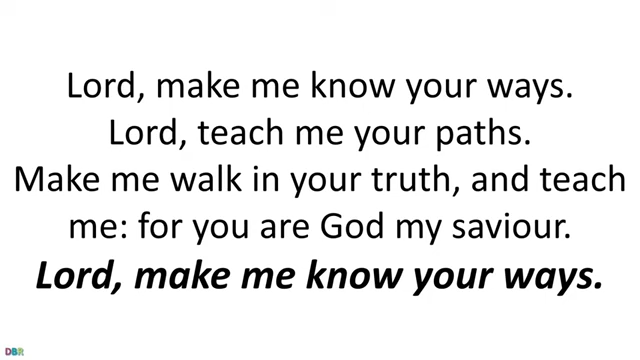 Lord, make me know your ways.
Lord, teach me your paths.
Make me walk in your truth, and teach
me: for you are God my saviour.
Lord, make me know your ways.
DBR